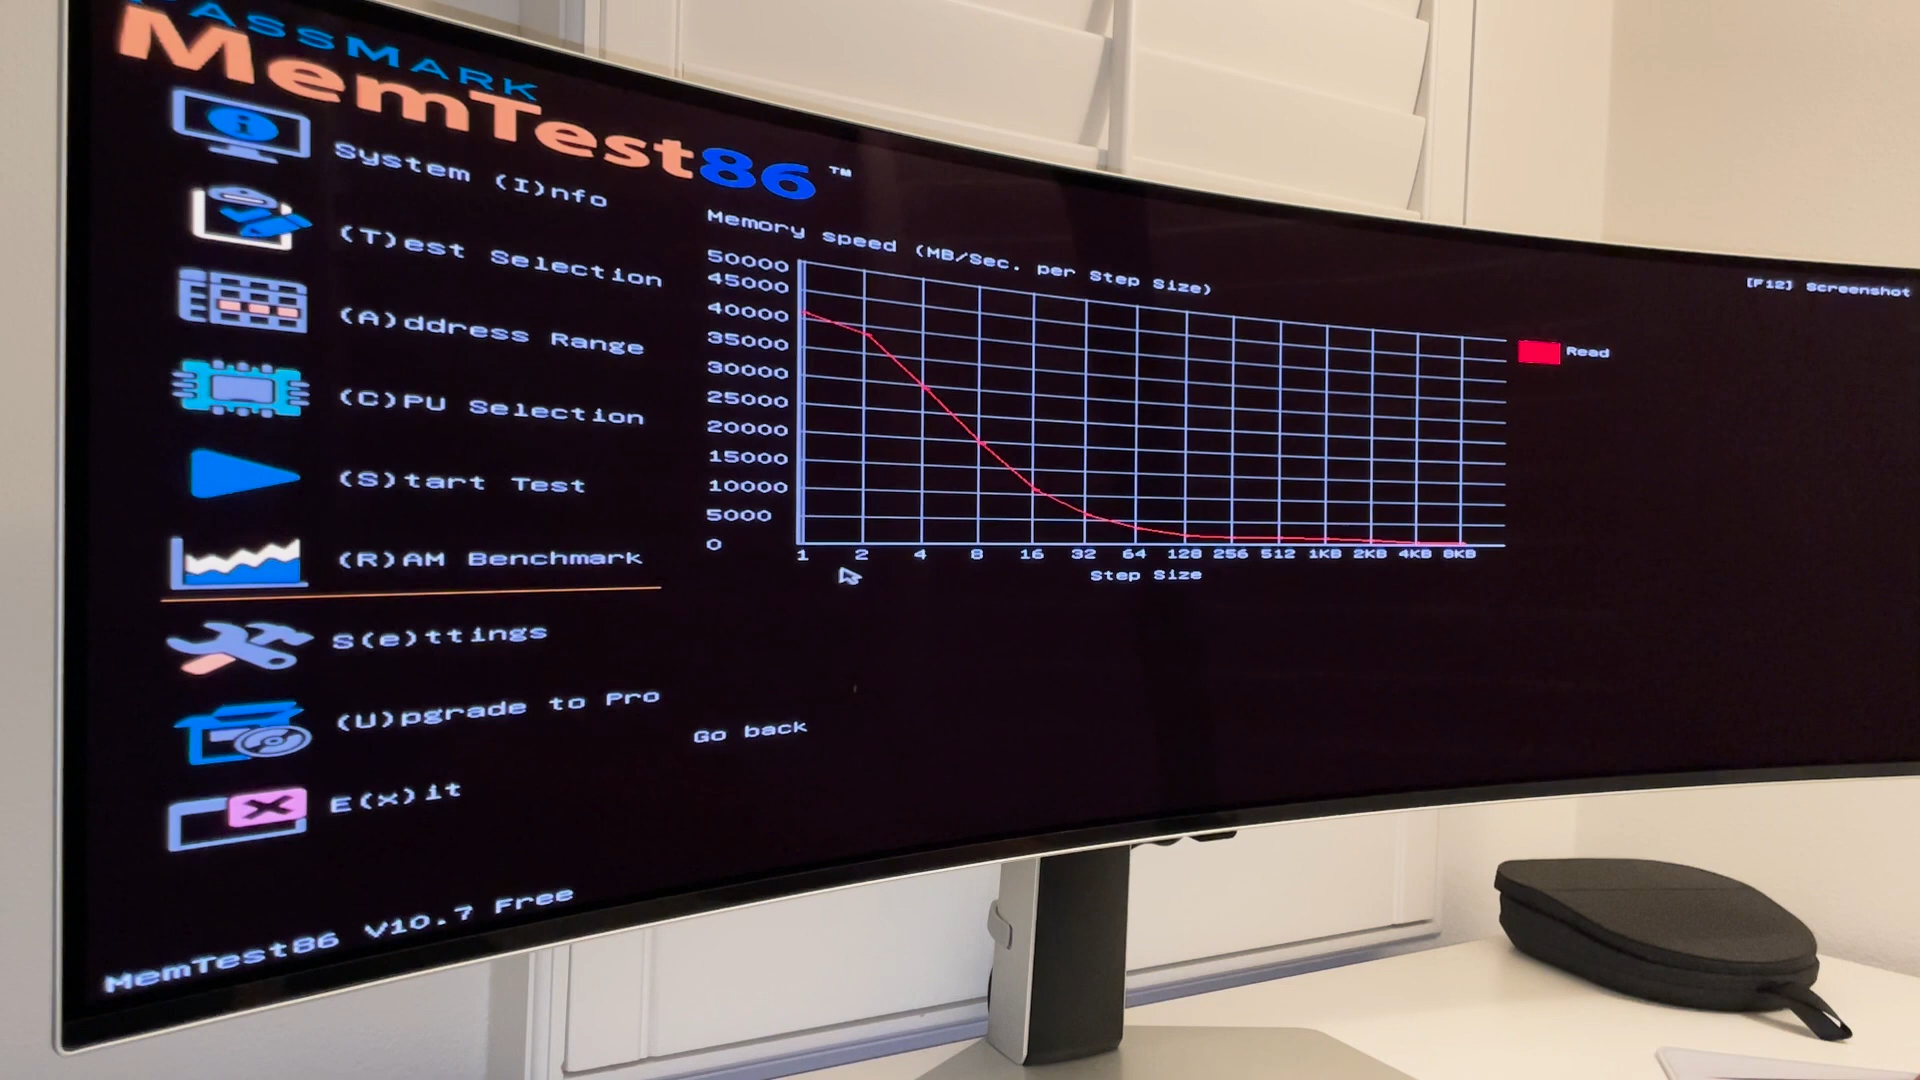 PASSMARK
MemTest86™
System (I)nfo
(T)est Selection
(A)ddress Range
(C)PU Selection
(S)tart Test
(R)AM Benchmark
S(e)ttings
(U)pgrade to Pro
E(x)it
MemTest86 V10.7 Free
Memory speed (MB/Sec. per Step Size)
50000
45000
40000
35000
30000
25000
20000
15000
10000
5000
0
1 2 4 8 16 32 64 128 256 512 1KB 2KB 4KB 8KB
Step Size
Read
Go back
[F12] Screenshot